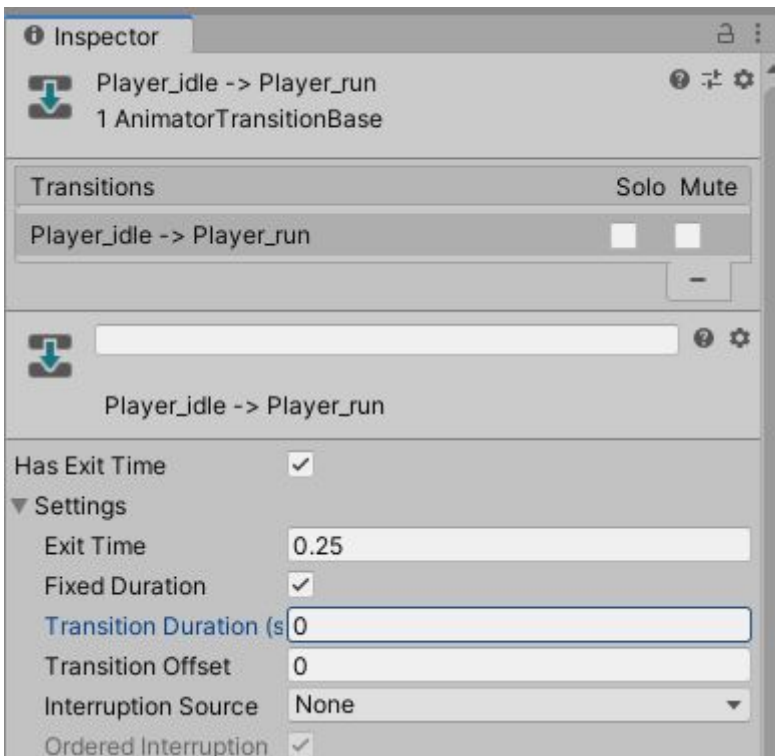 Inspector
Player_idle -> Player_run
1 AnimatorTransitionBase
Transitions Solo Mute
Player_idle -> Player_run
Player_idle -> Player_run
Has Exit Time
Settings
Exit Time 0.25
Fixed Duration
Transition Duration (s 0
Transition Offset 0
Interruption Source None
Ordered Interruption